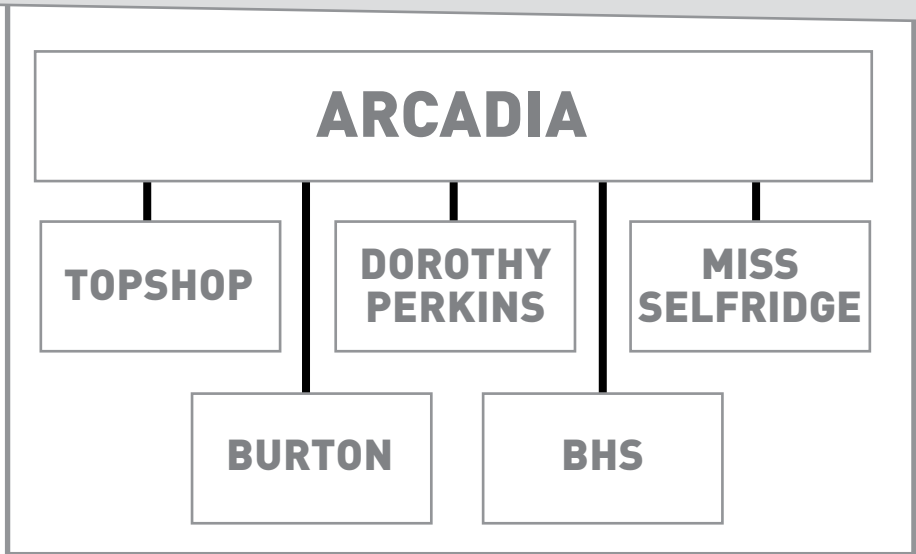 ARCADIA
TOPSHOP
DOROTHY
PERKINS
MISS
SELFRIDGE
BURTON
BHS